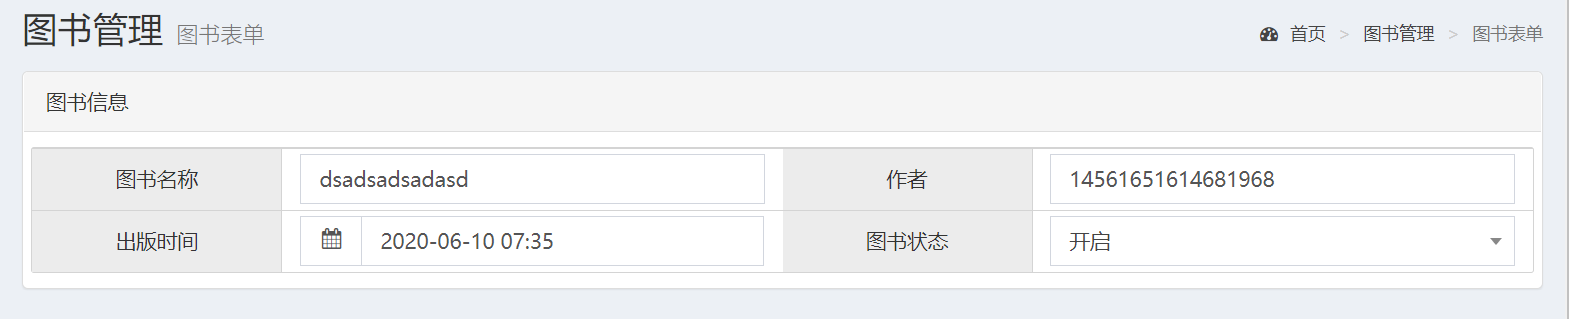 图书管理 图书表单
首页 > 图书管理 > 图书表单
图书信息
图书名称 dsadsadsadasd 作者 14561651614681968
出版时间 2020-06-10 07:35 图书状态 开启